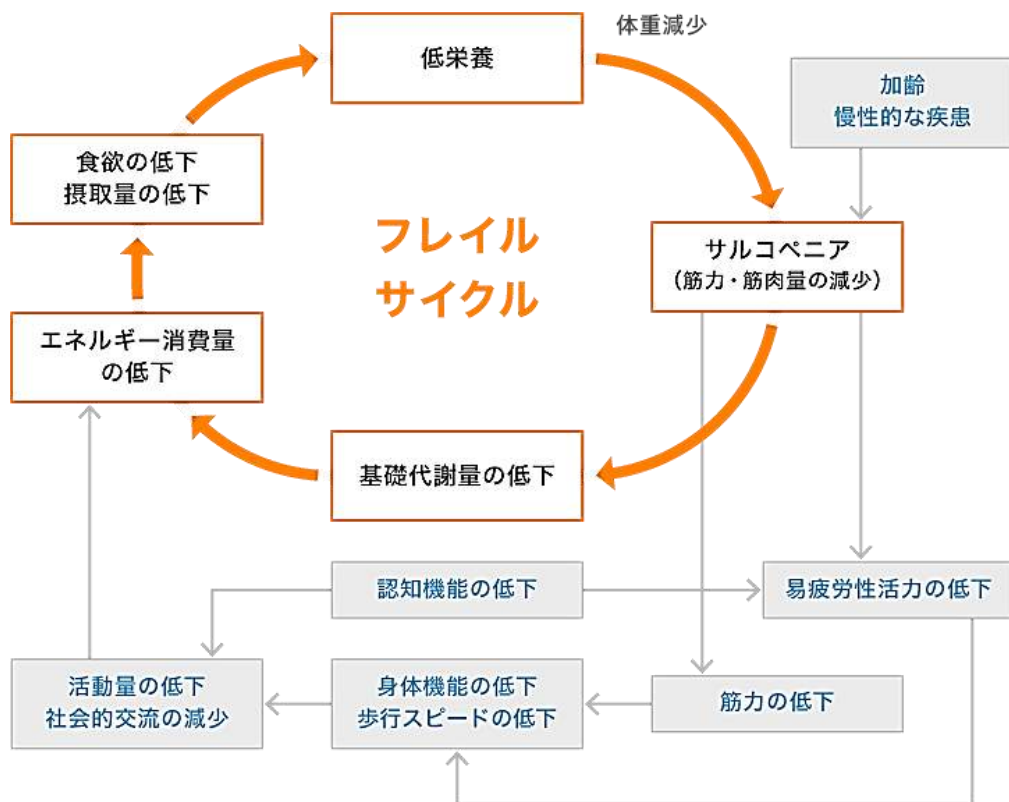 体重減少
低栄養
加齢
慢性的な疾患
食欲の低下
摂取量の低下
フレイル
サイクル
サルコペニア
（筋力・筋肉量の減少）
エネルギー消費量
の低下
基礎代謝量の低下
認知機能の低下
易疲労性活力の低下
活動量の低下
社会的交流の減少
身体機能の低下
歩行スピードの低下
筋力の低下